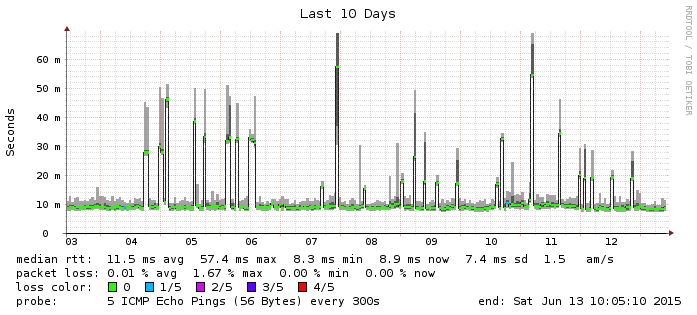 Last 10 Days
RRDTOOL / TOBI OETIKER
Seconds
60 m
50 m
40 m
30 m
20 m
10 m
0
03 04 05 06 07 08 09 10 11 12
median rtt: 11.5 ms avg 57.4 ms max 8.3 ms min 8.9 ms now 7.4 ms sd 1.5 am/s
packet loss: 0.01 % avg 1.67 % max 0.00 % min 0.00 % now
loss color: 0 1/5 2/5 3/5 4/5
probe: 5 ICMP Echo Pings (56 Bytes) every 300s end: Sat Jun 13 10:05:10 2015